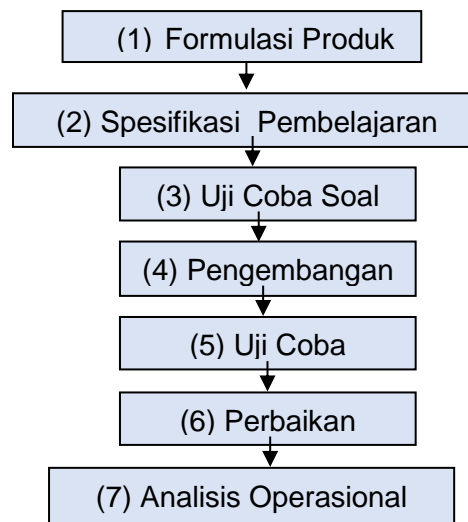 (1) Formulasi Produk
(2) Spesifikasi Pembelajaran
(3) Uji Coba Soal
(4) Pengembangan
(5) Uji Coba
(6) Perbaikan
(7) Analisis Operasional